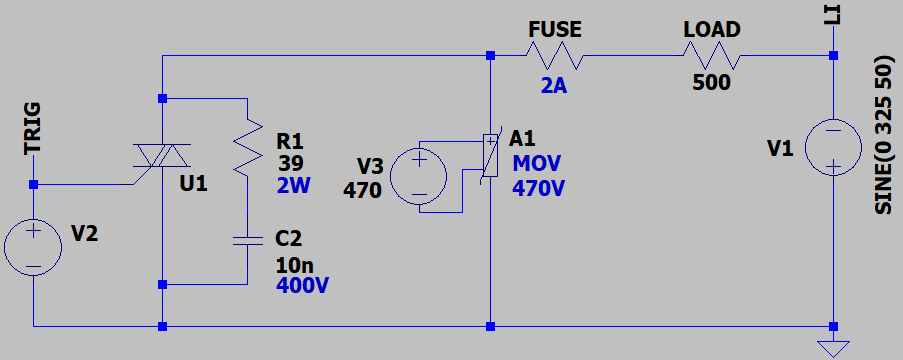 FUSE
2A
LOAD
500
LI
TRIG
V2
U1
R1
39
2W
C2
10n
400V
V3
470
A1
MOV
470V
V1
SINE(0 325 50)